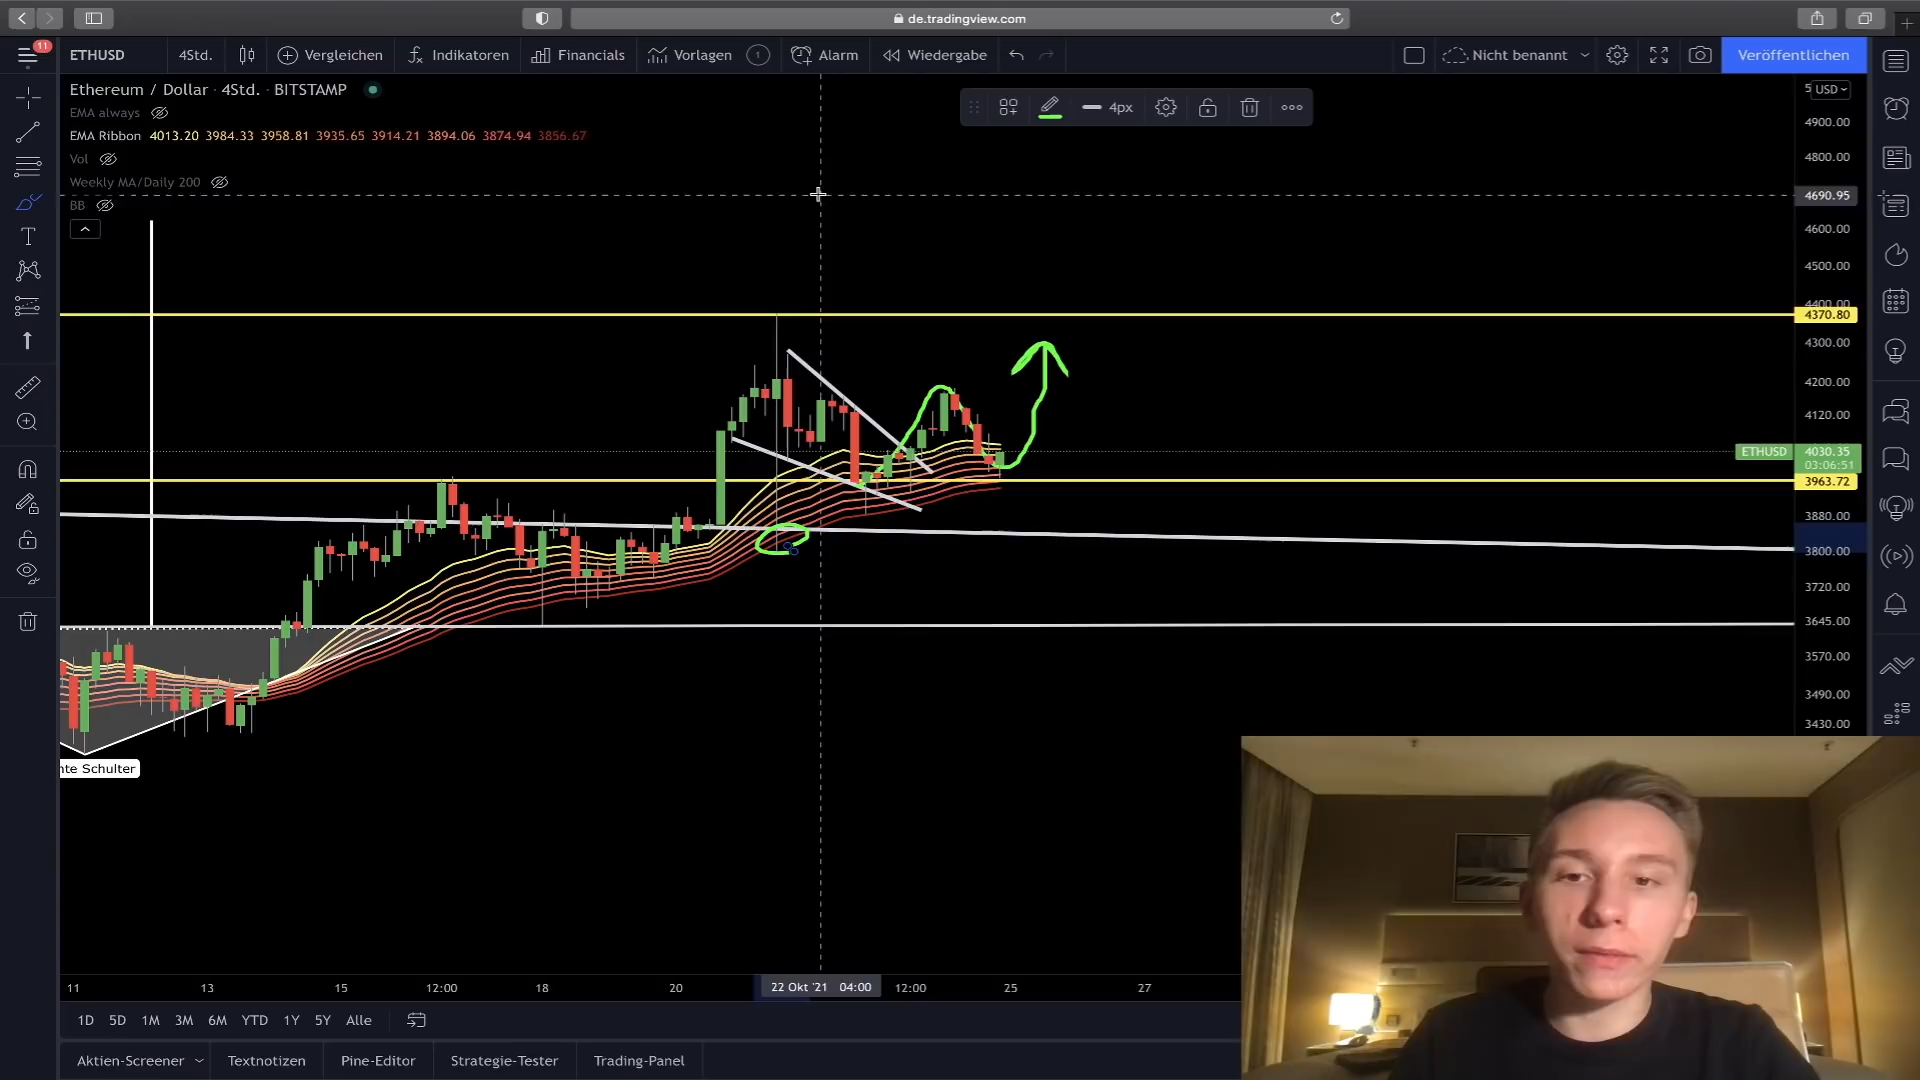 de.tradingview.com
11
ETHUSD
4Std.
Vergleichen
Indikatoren
Financials
Vorlagen
1
Alarm
Wiedergabe
Nicht benannt
Veröffentlichen
Ethereum / Dollar · 4Std. · BITSTAMP
EMA always
EMA Ribbon 4013.20 3984.33 3958.81 3935.65 3914.21 3894.06 3874.94 3856.67
Vol
Weekly MA/Daily 200
BB
4px
USD
4900.00
4800.00
4690.95
4600.00
4500.00
4400.00
4370.80
4300.00
4200.00
4120.00
ETHUSD 4030.35
03:06:51
3963.72
3880.00
3800.00
3720.00
3645.00
3570.00
3490.00
3430.00
nte Schulter
11
13
15
12:00
18
20
22 Okt '21 04:00
12:00
25
27
1D 5D 1M 3M 6M YTD 1Y 5Y Alle
Aktien-Screener
Textnotizen
Pine-Editor
Strategie-Tester
Trading-Panel